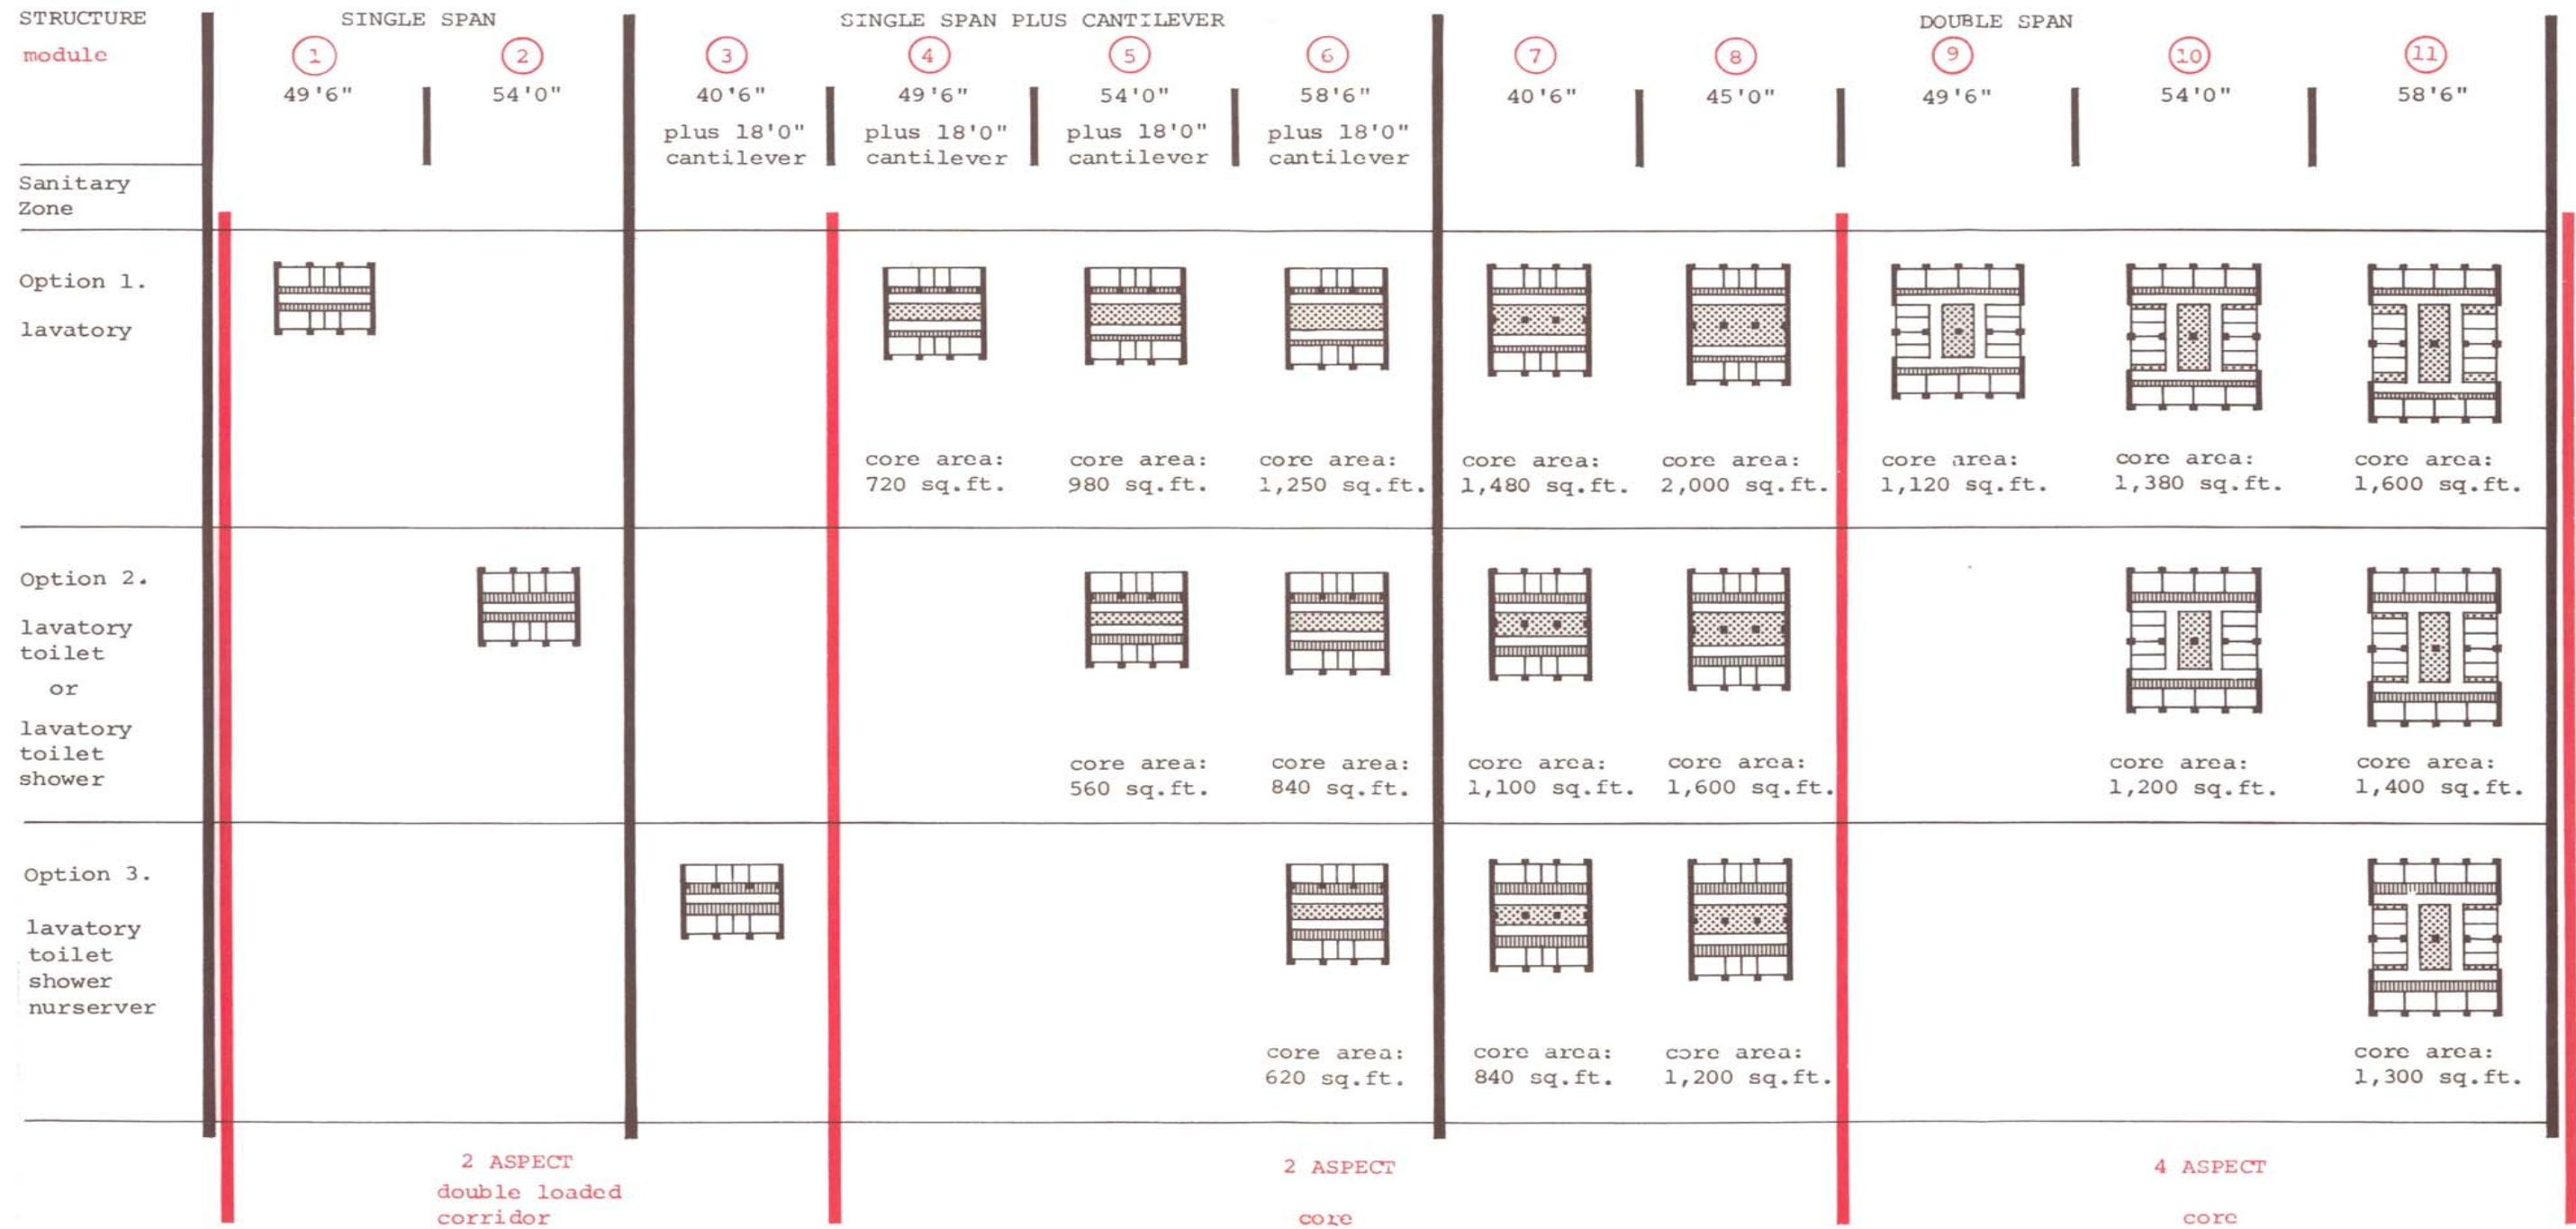 STRUCTURE SINGLE SPAN SINGLE SPAN PLUS CANTILEVER DOUBLE SPAN
module 1 2 3 4 5 6 7 8 9 10 11
49'6" 54'0" 40'6" 49'6" 54'0" 58'6" 40'6" 45'0" 49'6" 54'0" 58'6"
plus 18'0" plus 18'0" plus 18'0" plus 18'0"
cantilever cantilever cantilever cantilever
Sanitary
Zone
Option 1.
lavatory
core area: core area: core area: core area: core area: core area: core area: core area:
720 sq.ft. 980 sq.ft. 1,250 sq.ft. 1,480 sq.ft. 2,000 sq.ft. 1,120 sq.ft. 1,380 sq.ft. 1,600 sq.ft.
Option 2.
lavatory
toilet
or
lavatory
toilet
shower
core area: core area: core area: core area: core area: core area:
560 sq.ft. 840 sq.ft. 1,100 sq.ft. 1,600 sq.ft. 1,200 sq.ft. 1,400 sq.ft.
Option 3.
lavatory
toilet
shower
nurserver
core area: core area: core area: core area:
620 sq.ft. 840 sq.ft. 1,200 sq.ft. 1,300 sq.ft.
2 ASPECT 2 ASPECT 4 ASPECT
double loaded
corridor core core